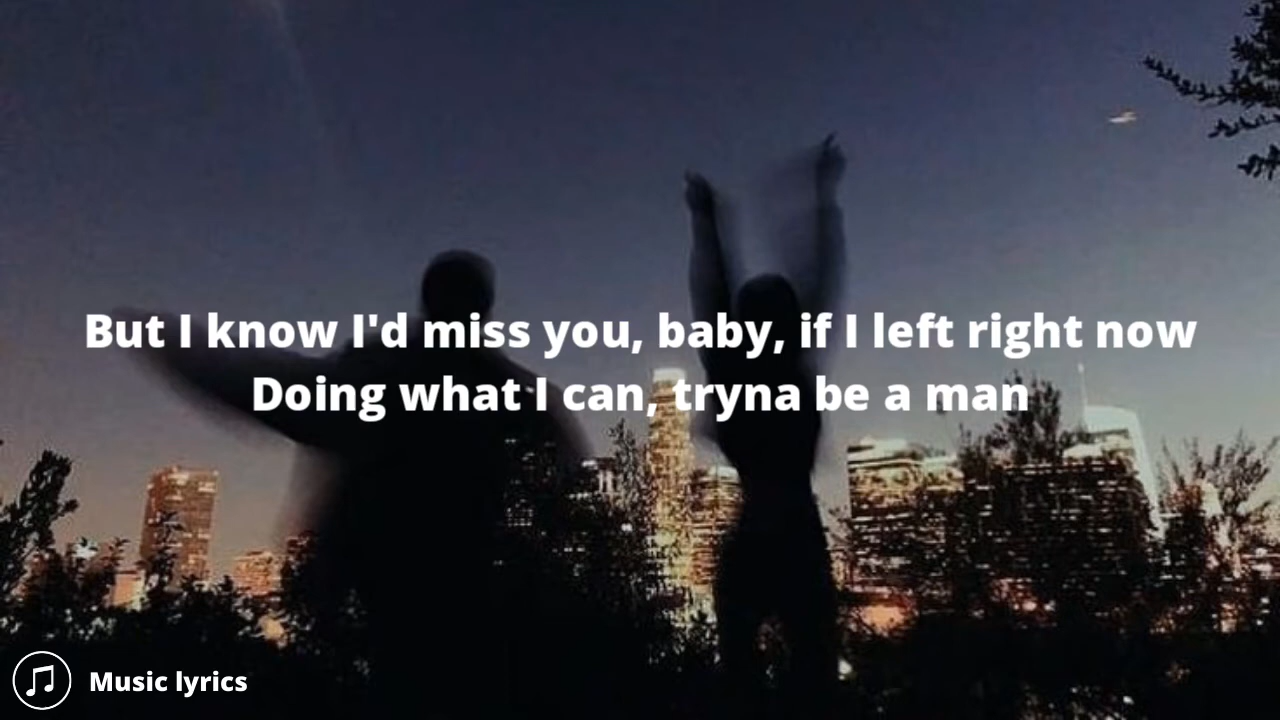 But I know I'd miss you, baby, if I left right now
Doing what I can, tryna be a man
Music lyrics